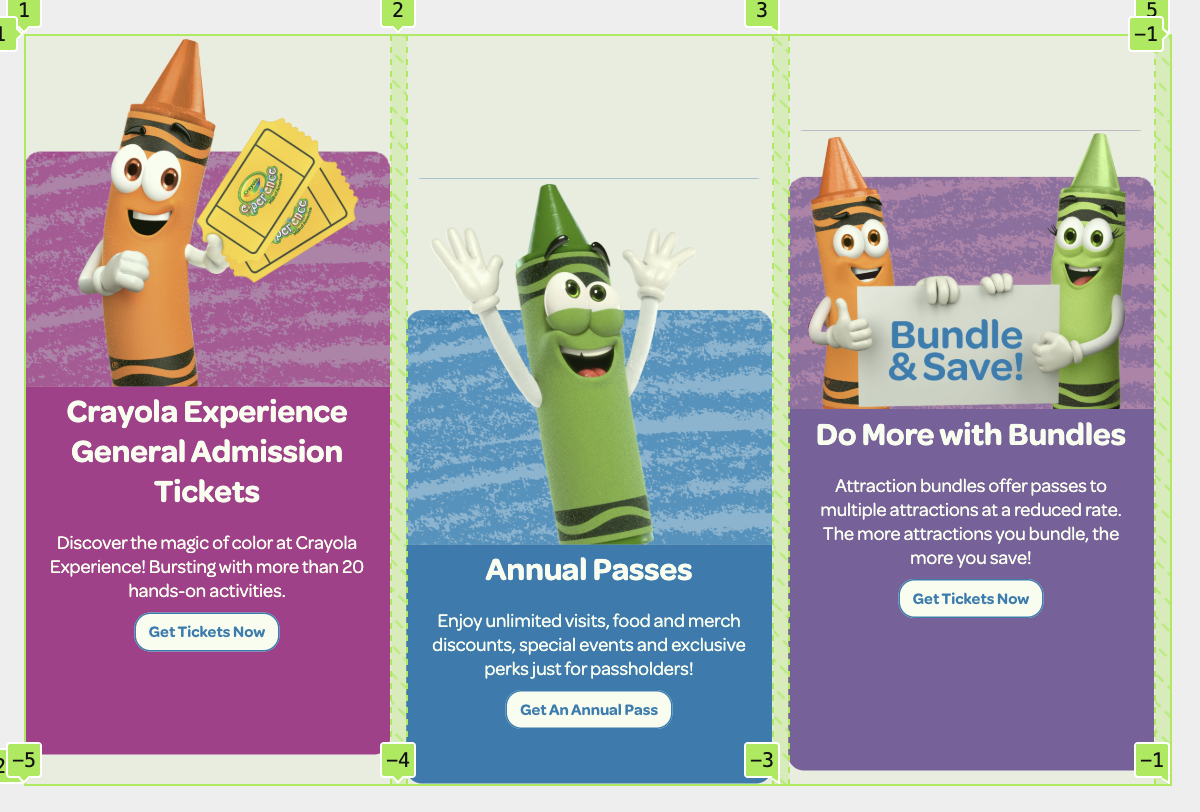 1
2
3
5
1
–1
Crayola
experience
experience
Bundle
& Save!
Crayola Experience
General Admission
Tickets
Discover the magic of color at Crayola
Experience! Bursting with more than 20
hands-on activities.
Get Tickets Now
Annual Passes
Enjoy unlimited visits, food and merch
discounts, special events and exclusive
perks just for passholders!
Get An Annual Pass
Do More with Bundles
Attraction bundles offer passes to
multiple attractions at a reduced rate.
The more attractions you bundle, the
more you save!
Get Tickets Now
2
–5
–4
–3
–1